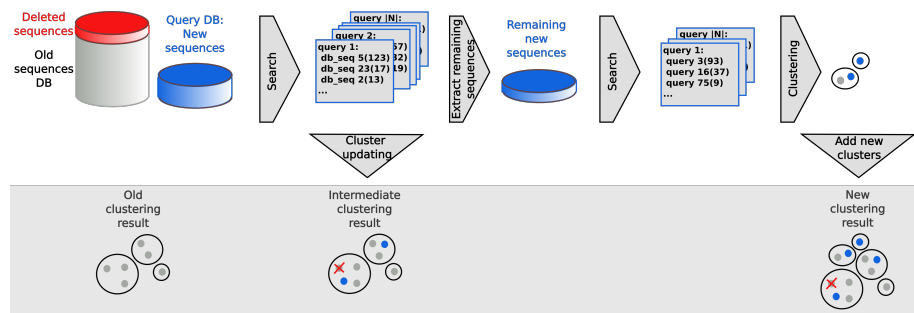 Deleted
sequences
Old
sequences
DB
Query DB:
New
sequences
Search
query |N|:
query 2:
query 1:
db_seq 5(123)
db_seq 23(17)
db_seq 2(13)
...
Extract remaining
sequences
Remaining
new
sequences
Search
query |N|:
query 1:
query 3(93)
query 16(37)
query 75(9)
...
Clustering
Cluster
updating
Add new
clusters
Old
clustering
result
Intermediate
clustering
result
New
clustering
result